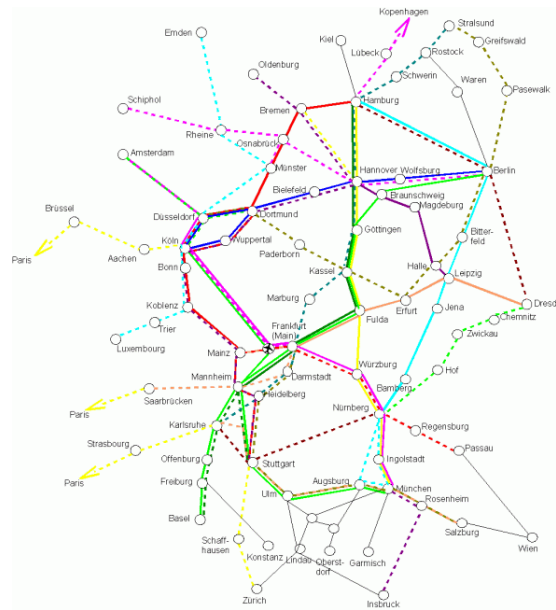 Kopenhagen
Stralsund
Emden
Kiel
Greifswald
Lübeck
Rostock
Oldenburg
Schwerin
Waren
Pasewalk
Schiphol
Bremen
Hamburg
Rheine
Osnabrück
Amsterdam
Münster
Hannover
Wolfsburg
Berlin
Bielefeld
Braunschweig
Brüssel
Düsseldorf
Dortmund
Magdeburg
Göttingen
Bitter-
feld
Köln
Wuppertal
Paris
Aachen
Paderborn
Bonn
Kassel
Halle
Leipzig
Koblenz
Marburg
Erfurt
Jena
Dresd
Trier
Frankfurt
(Main)
Fulda
Chemnitz
Luxembourg
Zwickau
Mainz
Würzburg
Mannheim
Darmstadt
Bamberg
Hof
Saarbrücken
Heidelberg
Nürnberg
Paris
Karlsruhe
Regensburg
Strasbourg
Passau
Offenburg
Stuttgart
Ingolstadt
Paris
Freiburg
Augsburg
München
Ulm
Rosenheim
Basel
Salzburg
Wien
Schaff-
hausen
Konstanz
Lindau
Oberst-
dorf
Garmisch
Zürich
Insbruck